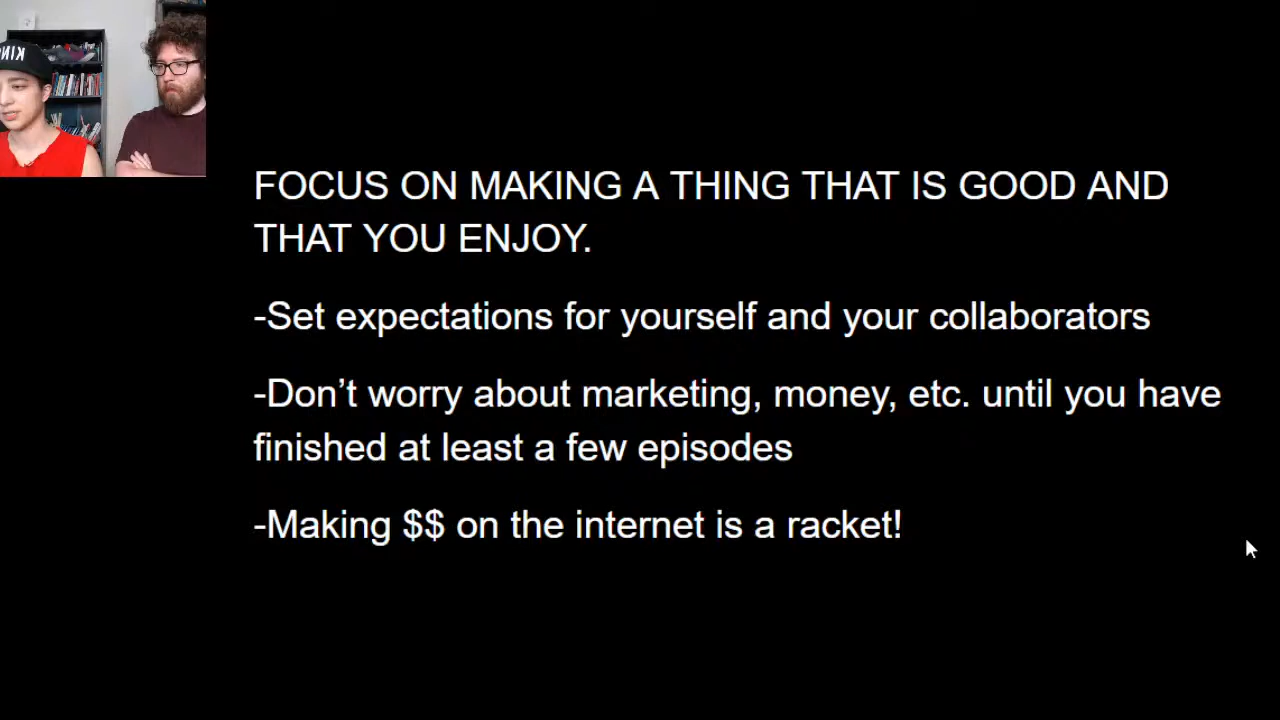 KING
FOCUS ON MAKING A THING THAT IS GOOD AND
THAT YOU ENJOY.
-Set expectations for yourself and your collaborators
-Don’t worry about marketing, money, etc. until you have
finished at least a few episodes
-Making $$ on the internet is a racket!